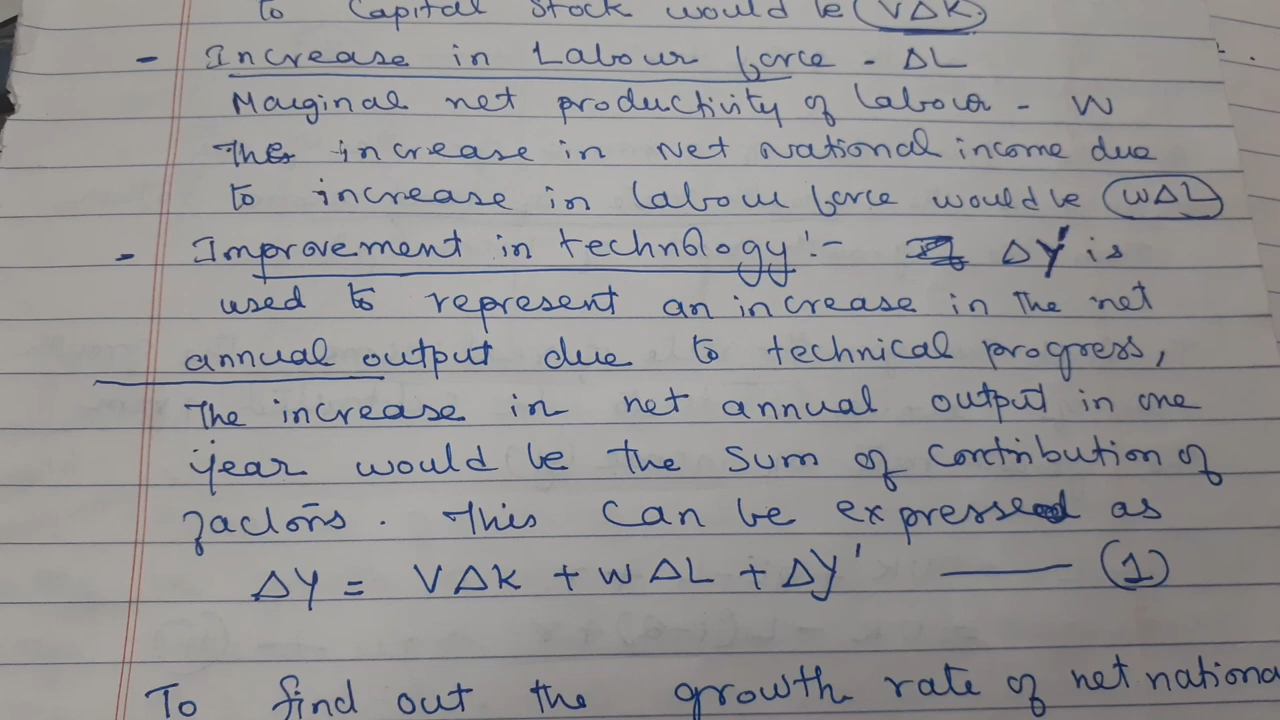 to Capital Stock would be VΔK
- Increase in Labour force - ΔL
Marginal net productivity of labour - W
The increase in Net National income due
to increase in labour force would be WΔL
- Improvement in technology :- ΔY' is
used to represent an increase in the net
annual output due to technical progress,
The increase in net annual output in one
year would be the sum of contribution of
factors. This can be expressed as
ΔY = VΔK + WΔL + ΔY' —— (1)
To find out the growth rate of net nationa